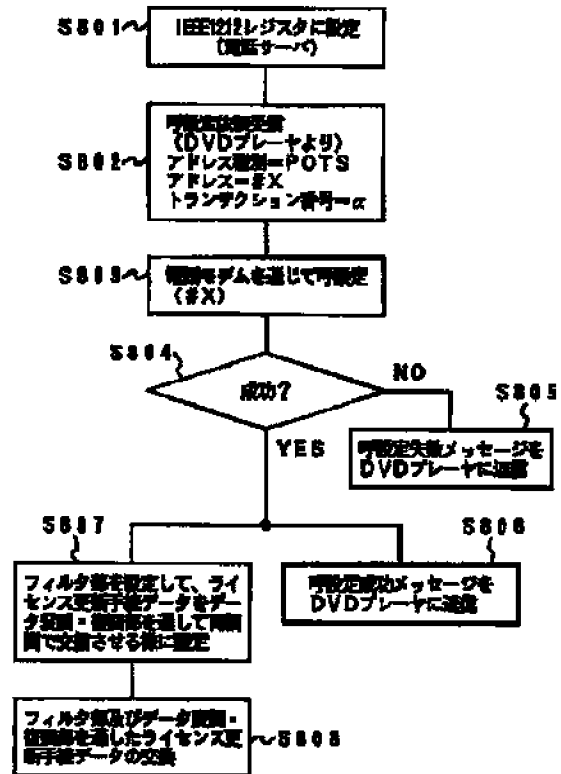 S801
IEEE1212レジスタに設定
(電話サーバ)
S802
呼設定依頼受信
(DVDプレーヤより)
アドレス種別=POTS
アドレス=#X
トランザクション番号=α
S803
モデムを通じて呼設定
(#X)
S804
成功?
NO
S805
YES
呼設定失敗メッセージを
DVDプレーヤに送信
S807
S806
フィルタ部を設定して、ライ
センス更新手続データをデー
タ変調・復調部を通して両
間で交換させる様に設定
呼設定成功メッセージを
DVDプレーヤに送信
フィルタ部及びデータ変調・
復調部を通したライセンス更
新手続データの交換
S808